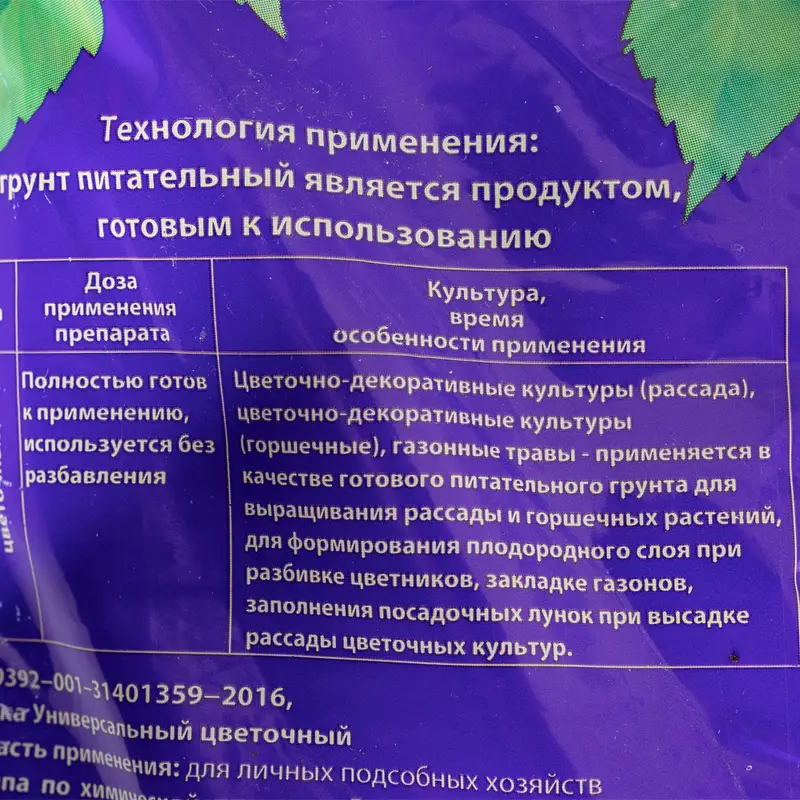 Технология применения:
грунт питательный является продуктом,
готовым к использованию
Доза
применения
препарата
Культура,
время
особенности применения
Полностью готов
к применению,
используется без
разбавления
Цветочно-декоративные культуры (рассада),
цветочно-декоративные культуры
(горшечные), газонные травы - применяется в
качестве готового питательного грунта для
выращивания рассады и горшечных растений,
для формирования плодородного слоя при
разбивке цветников, закладке газонов,
заполнения посадочных лунок при высадке
рассады цветочных культур.
0392–001–31401359–2016,
Универсальный цветочный
применения: для личных подсобных хозяйств
по